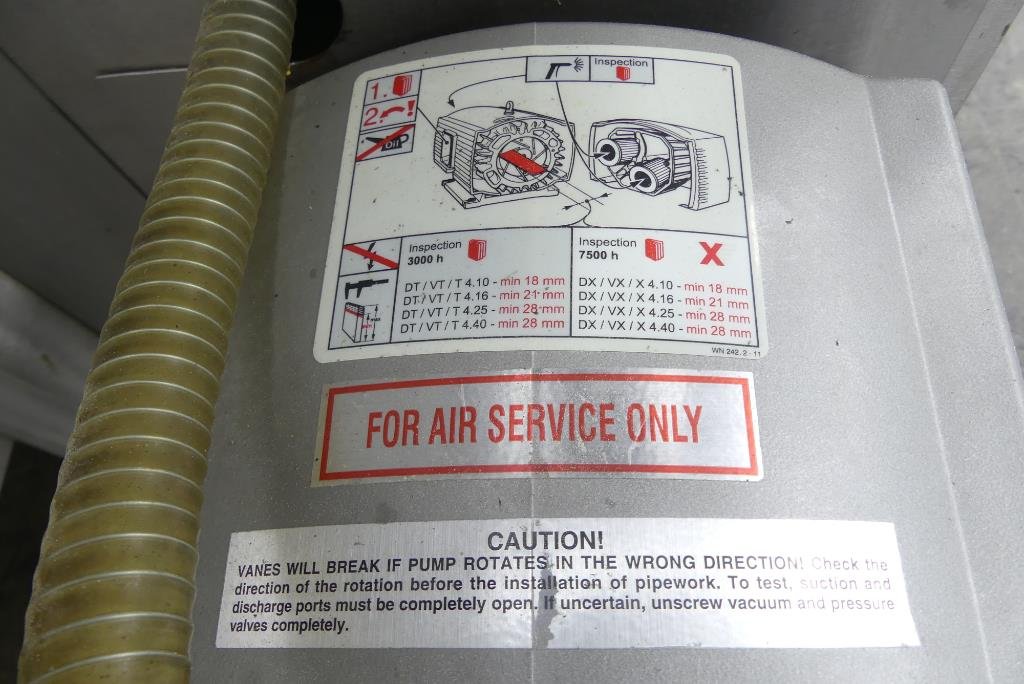 Inspection
1.
2. !
Oil
Inspection
3000 h
DT / VT / T 4.10 - min 18 mm
DT / VT / T 4.16 - min 21 mm
DT / VT / T 4.25 - min 28 mm
DT / VT / T 4.40 - min 28 mm
Inspection
7500 h
X
DX / VX / X 4.10 - min 18 mm
DX / VX / X 4.16 - min 21 mm
DX / VX / X 4.25 - min 28 mm
DX / VX / X 4.40 - min 28 mm
max
min
WN 242. 2 - 11
FOR AIR SERVICE ONLY
CAUTION!
VANES WILL BREAK IF PUMP ROTATES IN THE WRONG DIRECTION! Check the
direction of the rotation before the installation of pipework. To test, suction and
discharge ports must be completely open. If uncertain, unscrew vacuum and pressure
valves completely.